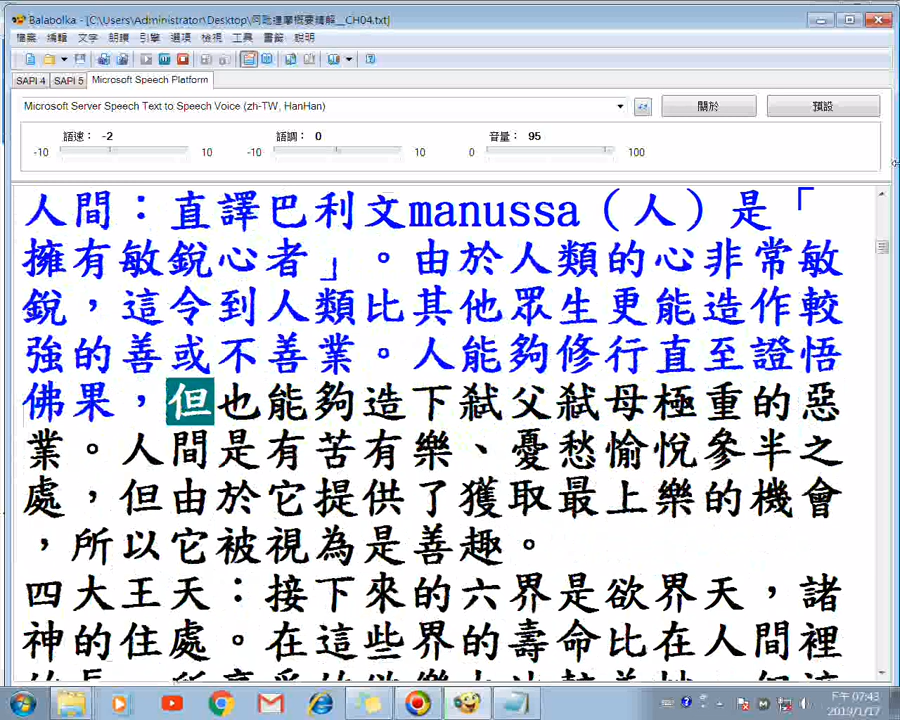 Balabolka - [C:\Users\Administrator\Desktop\阿毗達摩概要精解__CH04.txt]
檔案 編輯 文字 朗讀 引擎 選項 檢視 工具 書籤 說明
SAPI 4 SAPI 5 Microsoft Speech Platform
Microsoft Server Speech Text to Speech Voice (zh-TW, HanHan) 關於 預設
語速： -2 語調： 0 音量： 95
-10 10 -10 10 0 100
人間：直譯巴利文manussa（人）是「
擁有敏銳心者」。由於人類的心非常敏
銳，這令到人類比其他眾生更能造作較
強的善或不善業。人能夠修行直至證悟
佛果，但也能夠造下弒父弒母極重的惡
業。人間是有苦有樂、憂愁愉悅參半之
處，但由於它提供了獲取最上樂的機會
，所以它被視為是善趣。
四大王天：接下來的六界是欲界天，諸
神的住處。在這些界的壽命比在人間裡
下午 07:43
2019/1/17